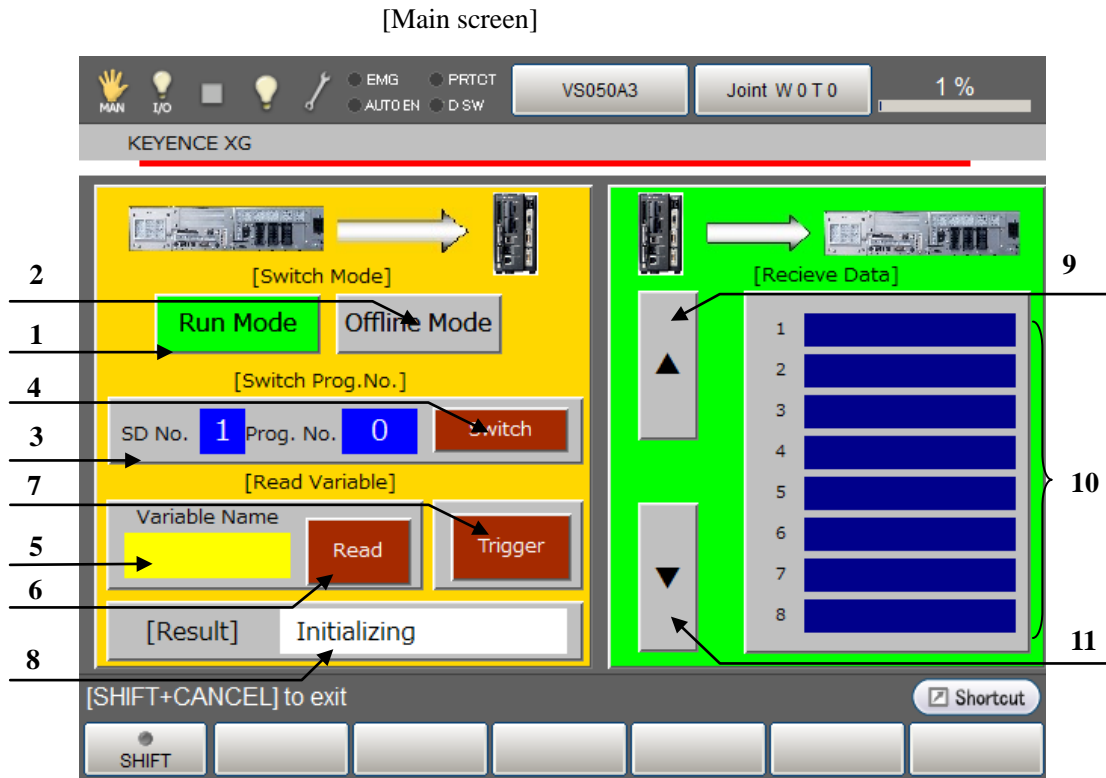 [Main screen]
MAN I/O EMG PRTCT
AUTO EN D SW
VS050A3
Joint W 0 T 0
1 %
KEYENCE XG
[Switch Mode]
Run Mode Offline Mode
[Switch Prog.No.]
SD No. 1 Prog. No. 0 Switch
[Read Variable]
Variable Name
Read
Trigger
[Result] Initializing
2
1
4
3
7
5
6
8
[Recieve Data]
▲
▼
1
2
3
4
5
6
7
8
9
10
11
[SHIFT+CANCEL] to exit
Shortcut
SHIFT